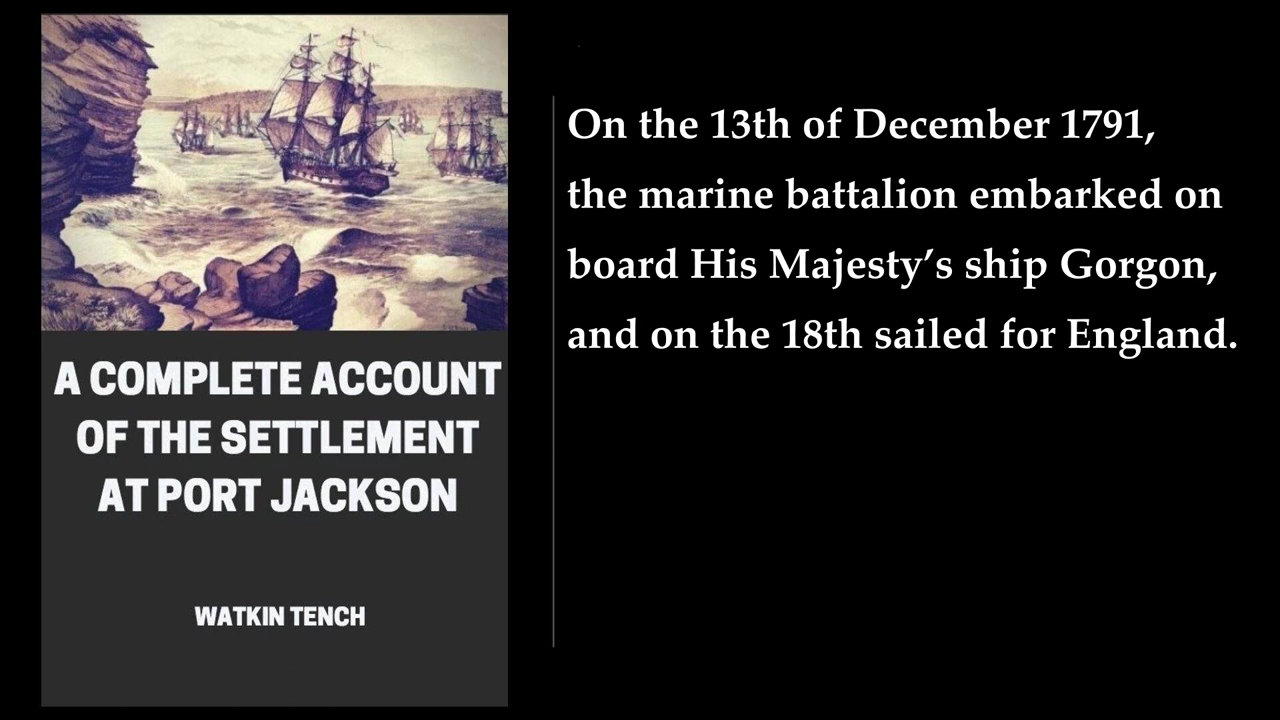 A COMPLETE ACCOUNT
OF THE SETTLEMENT
AT PORT JACKSON
WATKIN TENCH
On the 13th of December 1791,
the marine battalion embarked on
board His Majesty’s ship Gorgon,
and on the 18th sailed for England.